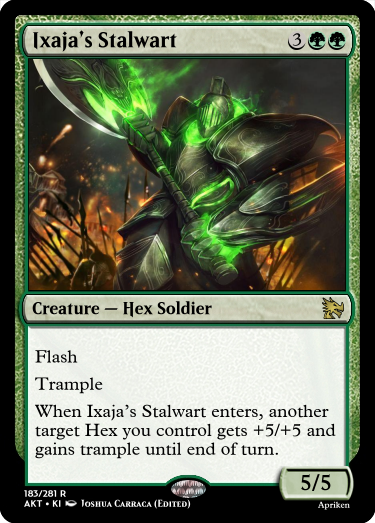 Ixaja's Stalwart 3
Creature — Hex Soldier
Flash
Trample
When Ixaja's Stalwart enters, another
target Hex you control gets +5/+5 and
gains trample until end of turn.
5/5
183/281 R
AKT • KI Joshua Carraca (Edited)
Apriken